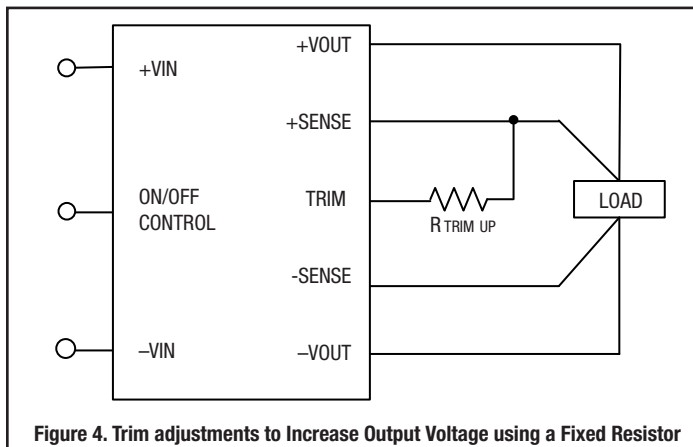 +VOUT
+VIN
+SENSE
ON/OFF
CONTROL
TRIM
R TRIM UP
LOAD
-SENSE
–VIN
–VOUT
Figure 4. Trim adjustments to Increase Output Voltage using a Fixed Resistor